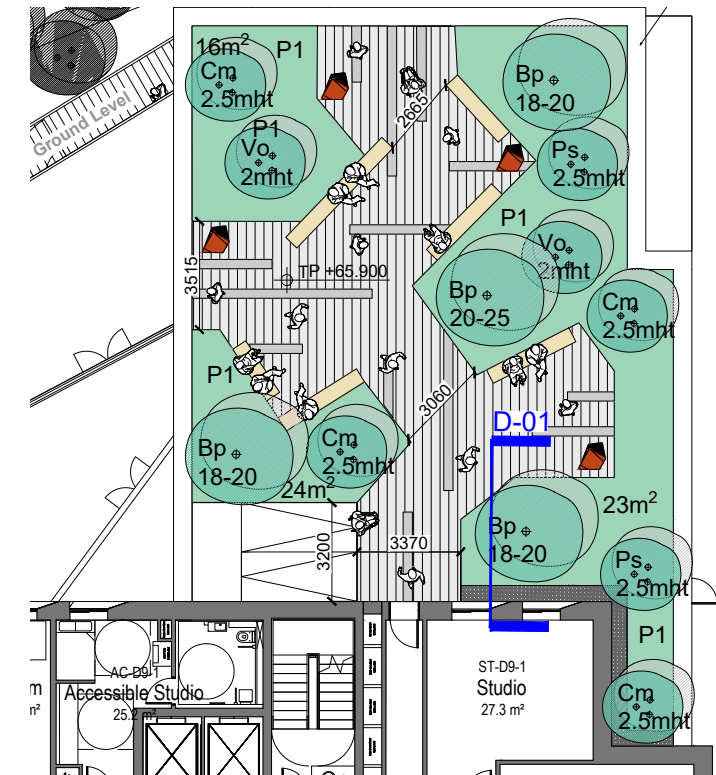 16m²
P1
Cm
2.5mht
P1
Vo
2mht
Ground Level
2665
Bp
18-20
Ps
2.5mht
P1
Vo
2mht
3515
TP +65.900
Bp
20-25
Cm
2.5mht
P1
3060
D-01
Bp
18-20
Cm
2.5mht
24m²
23m²
3200
3370
Bp
18-20
Ps
2.5mht
P1
AC-D9-1
Accessible Studio
25.2 m²
ST-D9-1
Studio
27.3 m²
Cm
2.5mht
m
m²